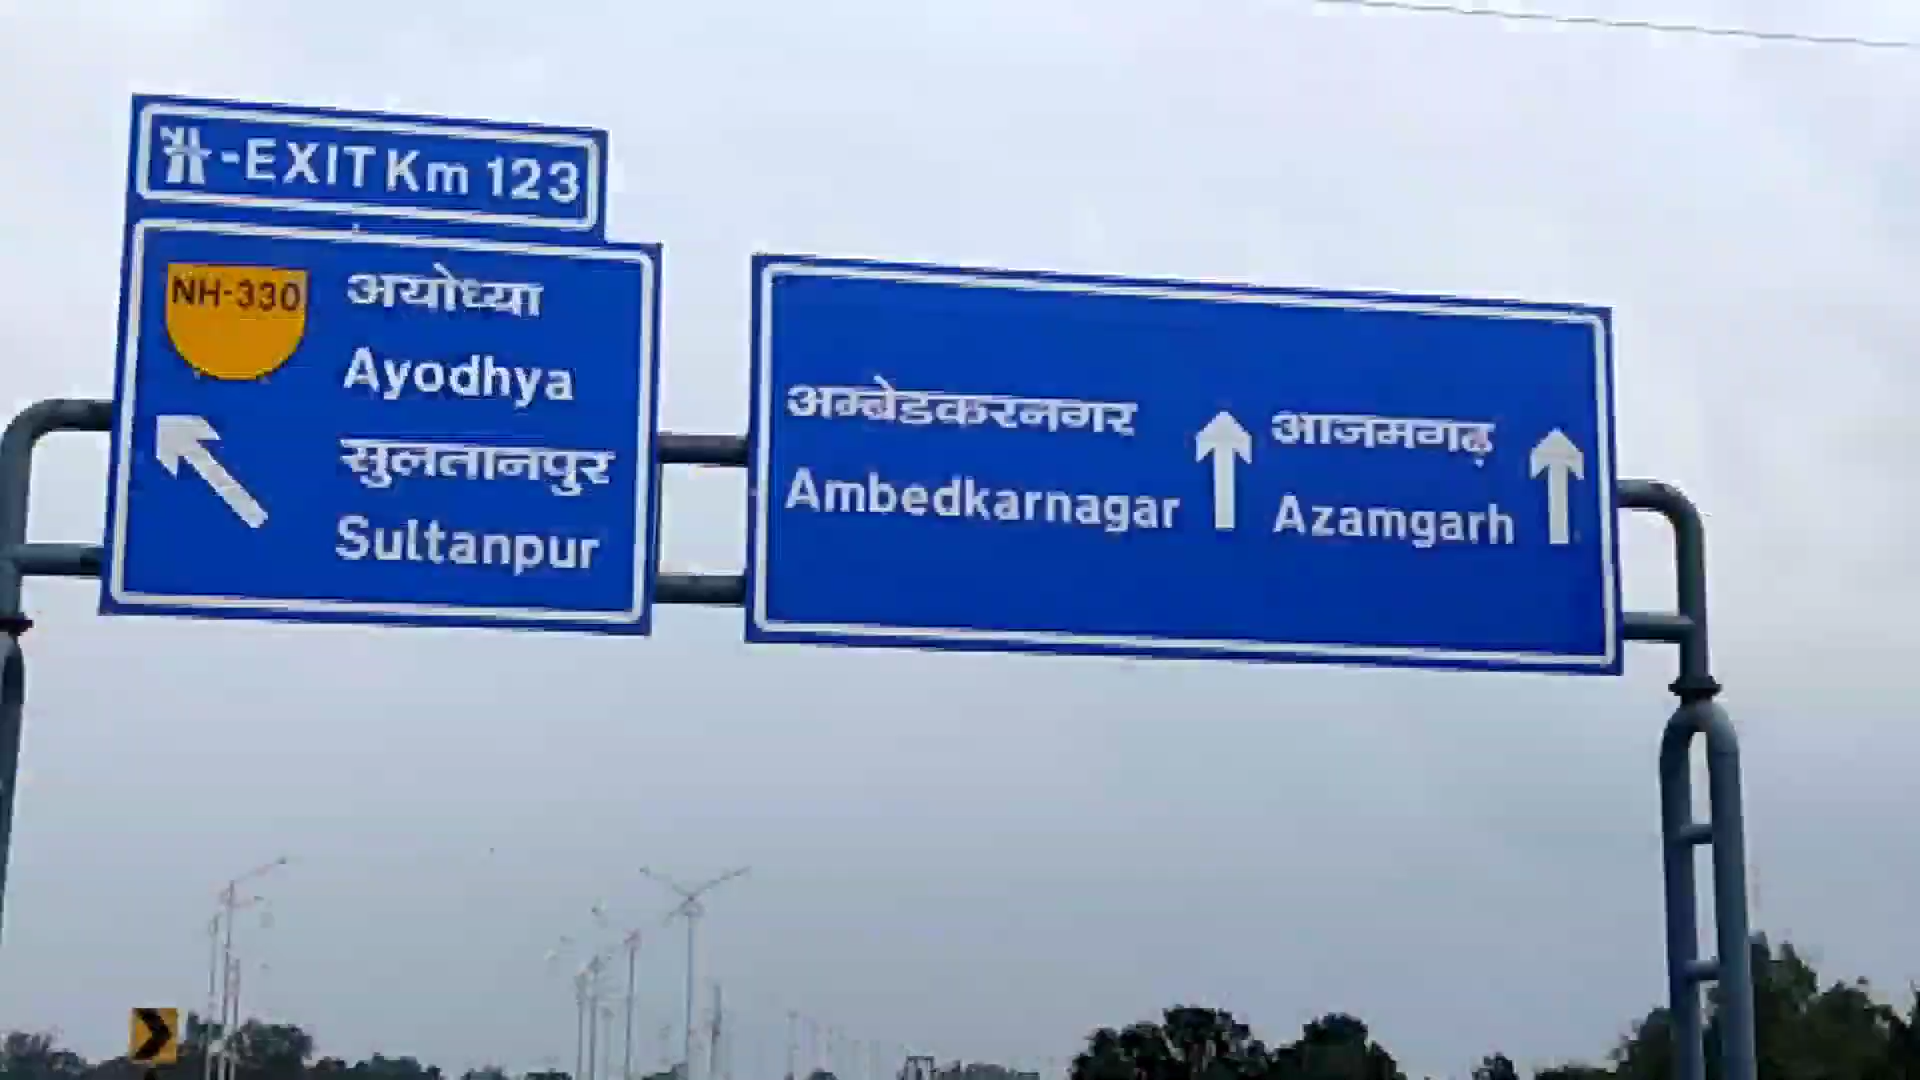 -EXIT Km 123
NH-330
अयोध्या
Ayodhya
सुलतानपुर
Sultanpur
अम्बेडकरनगर
Ambedkarnagar
आजमगढ़
Azamgarh